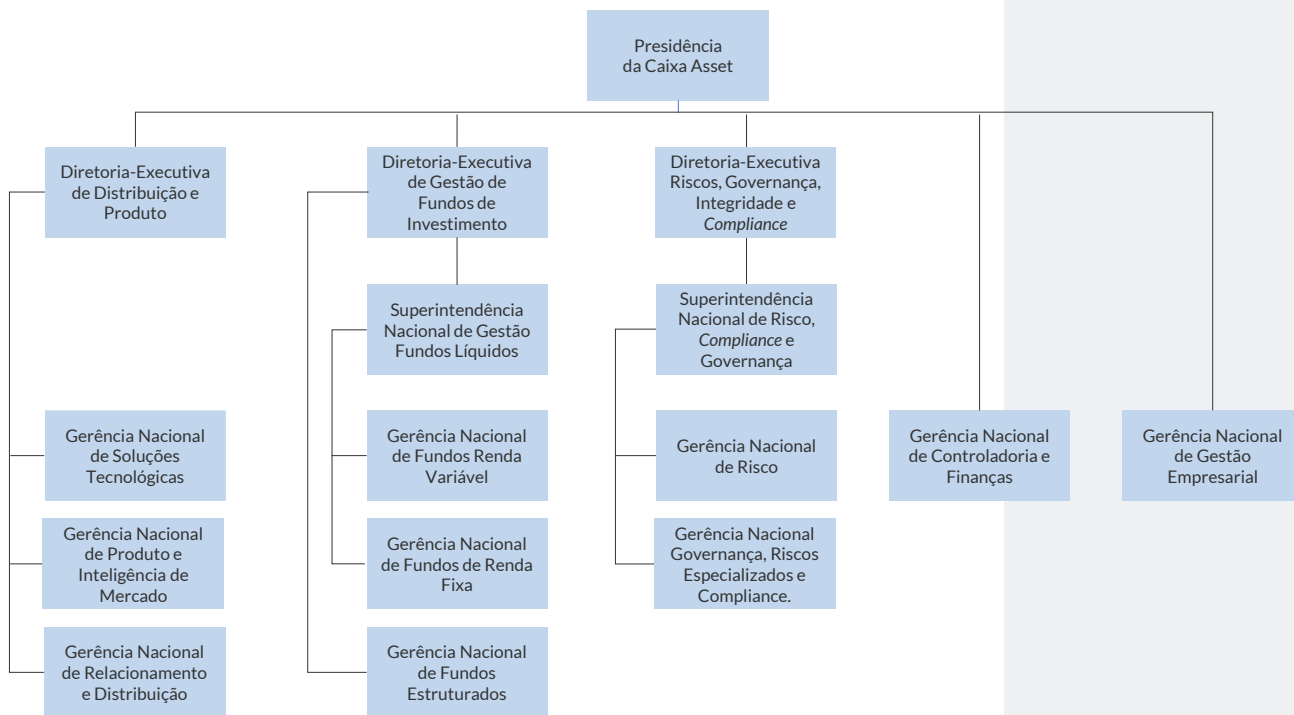 Presidência
da Caixa Asset
Diretoria-Executiva
de Distribuição e
Produto
Diretoria-Executiva
de Gestão de
Fundos de
Investimento
Diretoria-Executiva
Riscos, Governança,
Integridade e
Compliance
Superintendência
Nacional de Gestão
Fundos Líquidos
Superintendência
Nacional de Risco,
Compliance e
Governança
Gerência Nacional
de Soluções
Tecnológicas
Gerência Nacional
de Fundos Renda
Variável
Gerência Nacional
de Risco
Gerência Nacional
de Controladoria e
Finanças
Gerência Nacional
de Gestão
Empresarial
Gerência Nacional
de Produto e
Inteligência de
Mercado
Gerência Nacional
de Fundos de Renda
Fixa
Gerência Nacional
Governança, Riscos
Especializados e
Compliance.
Gerência Nacional
de Relacionamento
e Distribuição
Gerência Nacional
de Fundos
Estruturados